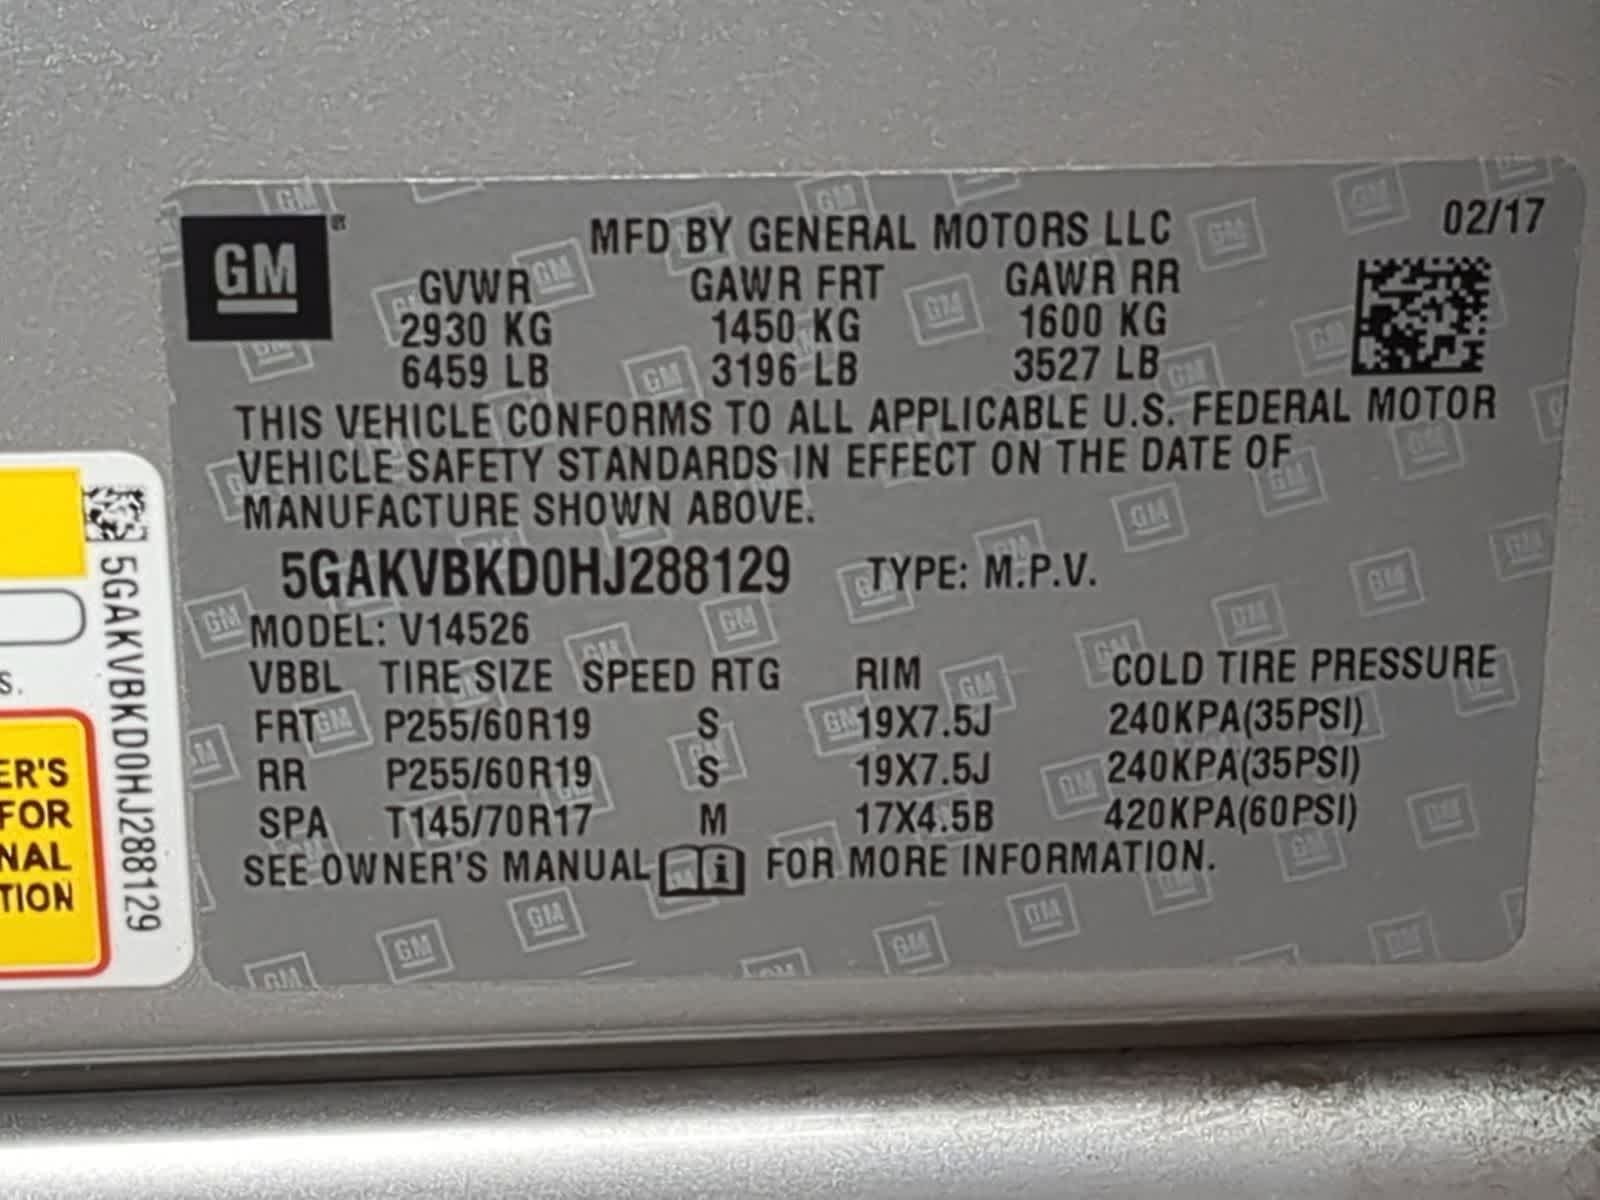 GM
MFD BY GENERAL MOTORS LLC 02/17
GVWR GAWR FRT GAWR RR
2930 KG 1450 KG 1600 KG
6459 LB 3196 LB 3527 LB
THIS VEHICLE CONFORMS TO ALL APPLICABLE U.S. FEDERAL MOTOR
VEHICLE SAFETY STANDARDS IN EFFECT ON THE DATE OF
MANUFACTURE SHOWN ABOVE.
5GAKVBKD0HJ288129 TYPE: M.P.V.
MODEL: V14526
VBBL TIRE SIZE SPEED RTG RIM COLD TIRE PRESSURE
FRT P255/60R19 S 19X7.5J 240KPA(35PSI)
RR P255/60R19 S 19X7.5J 240KPA(35PSI)
SPA T145/70R17 M 17X4.5B 420KPA(60PSI)
SEE OWNER'S MANUAL FOR MORE INFORMATION.
5GAKVBKD0HJ288129
S.
ER'S
FOR
NAL
TION